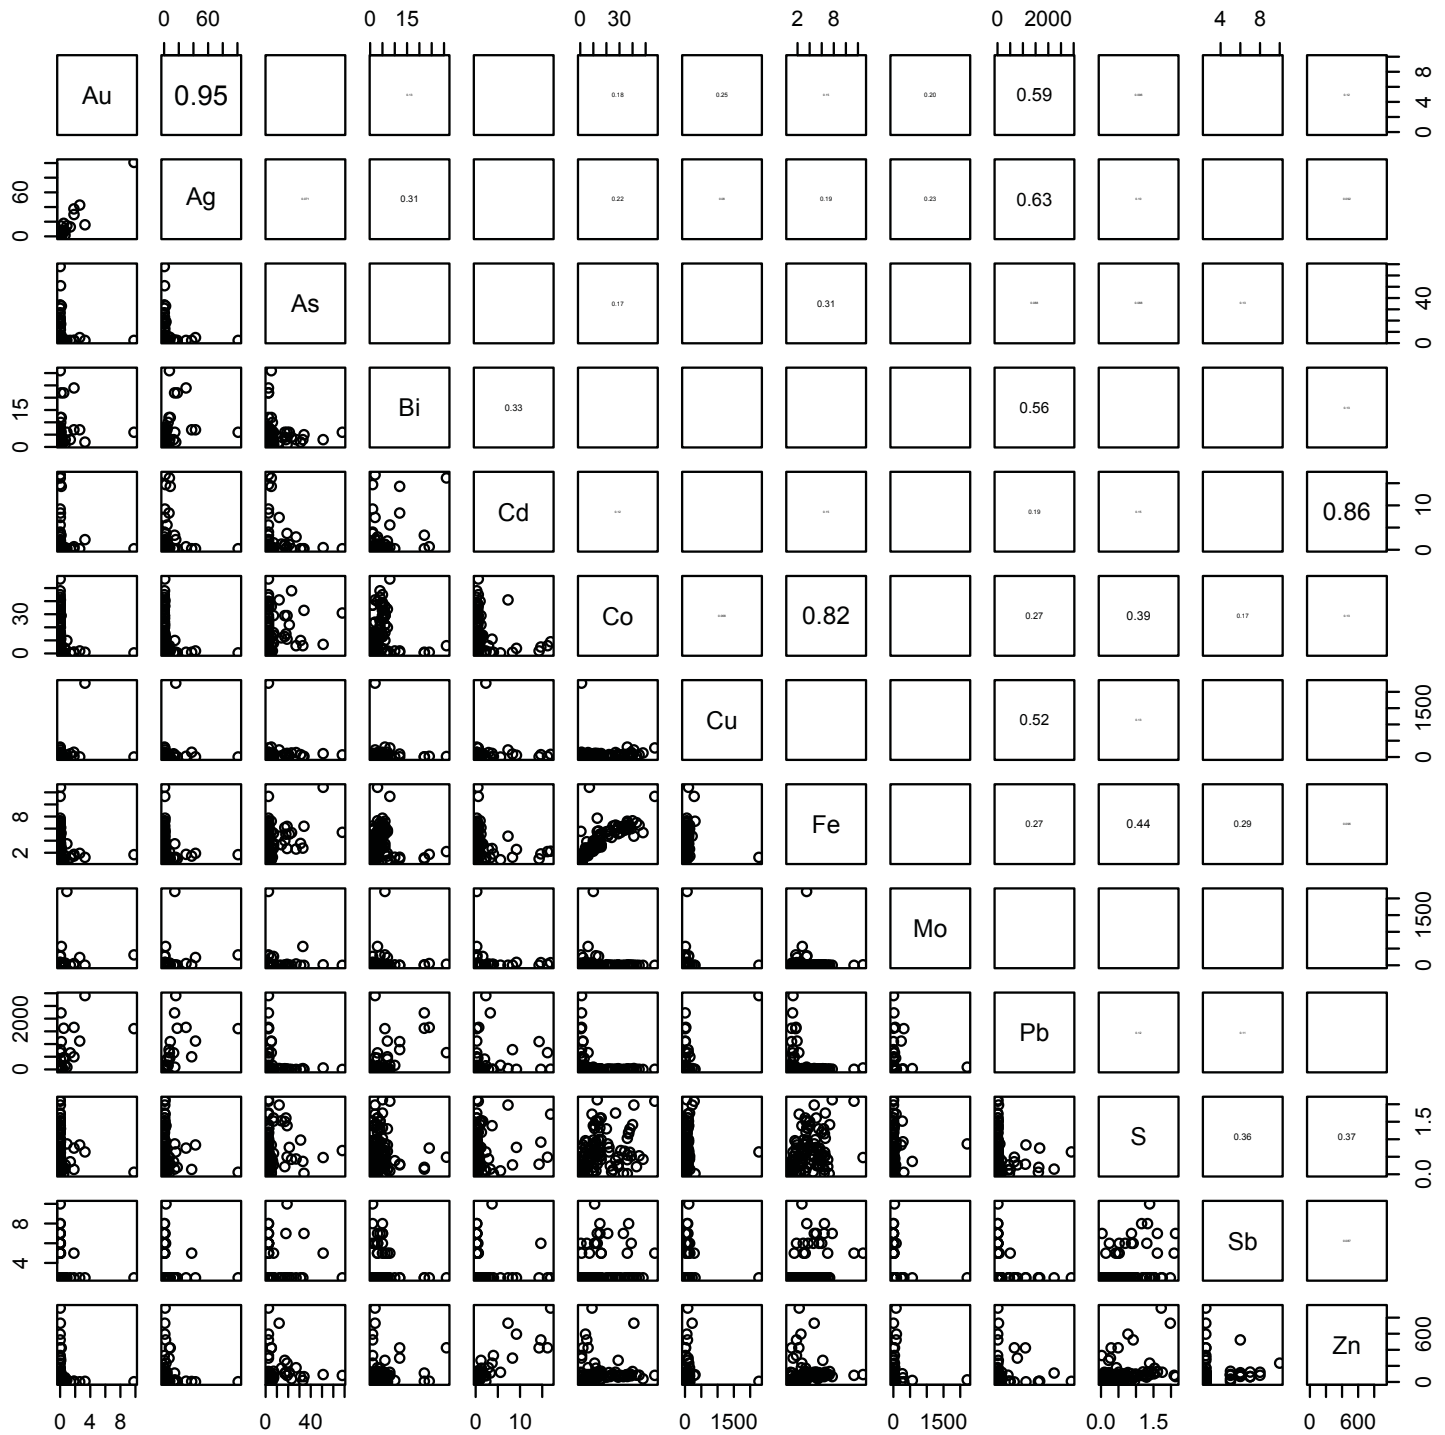 0 60 0 15 0 30 2 8 0 2000 4 8
Au 0.95 0.18 0.25 0.20 0.59 0 4 8
0 60 Ag 0.31 0.22 0.19 0.23 0.63
As 0.17 0.31 0 40
0 15 Bi 0.33 0.56
Cd 0.19 0.86 0 10
0 30 Co 0.82 0.27 0.39 0.17
Cu 0.52 0 1500
2 8 Fe 0.27 0.44 0.29
Mo 0 1500
0 2000 Pb
S 0.36 0.37 0.0 1.5
4 8 Sb
Zn 0 600
0 4 8 0 40 0 10 0 1500 0 1500 0.0 1.5 0 600